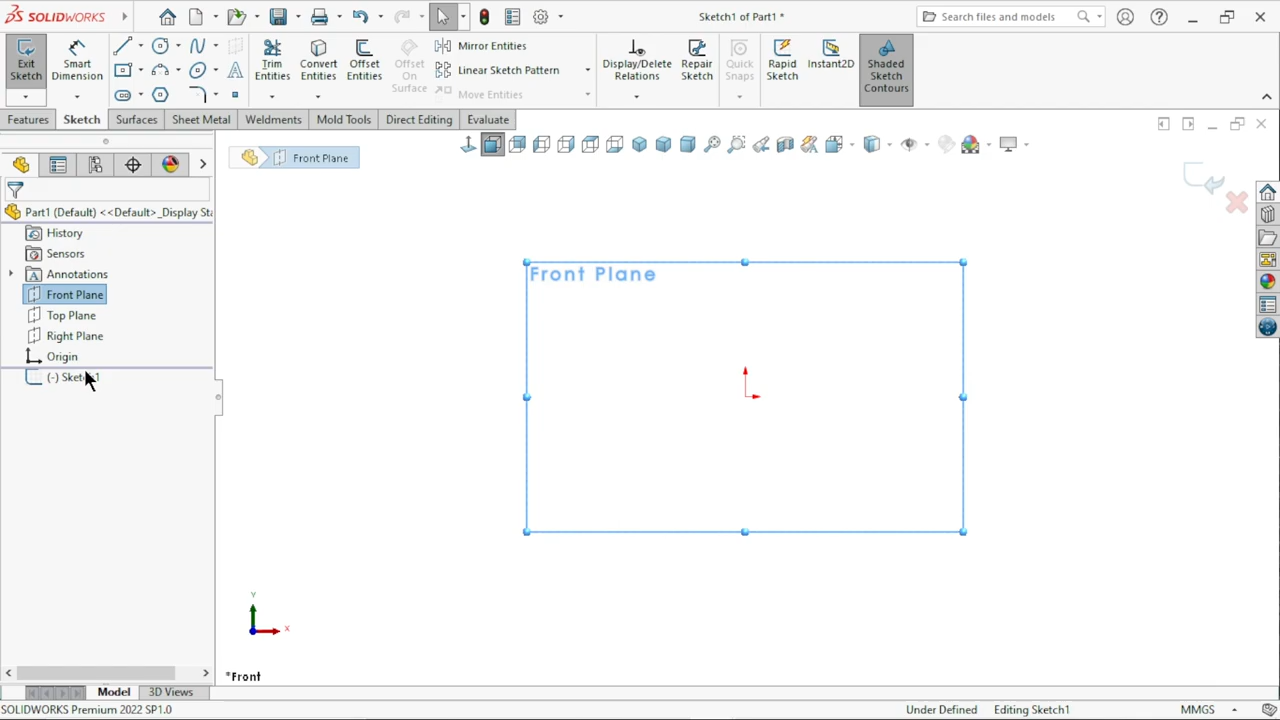 SOLIDWORKS
Sketch1 of Part1 *
Search files and models
Exit Sketch
Smart Dimension
Trim Entities
Convert Entities
Offset Entities
Offset On Surface
Mirror Entities
Linear Sketch Pattern
Move Entities
Display/Delete Relations
Repair Sketch
Quick Snaps
Rapid Sketch
Instant2D
Shaded Sketch Contours
Features
Sketch
Surfaces
Sheet Metal
Weldments
Mold Tools
Direct Editing
Evaluate
Front Plane
Part1 (Default) <<Default>_Display Sta
History
Sensors
Annotations
Front Plane
Top Plane
Right Plane
Origin
(-) Sketch1
Front Plane
Y
X
*Front
Model
3D Views
SOLIDWORKS Premium 2022 SP1.0
Under Defined
Editing Sketch1
MMGS